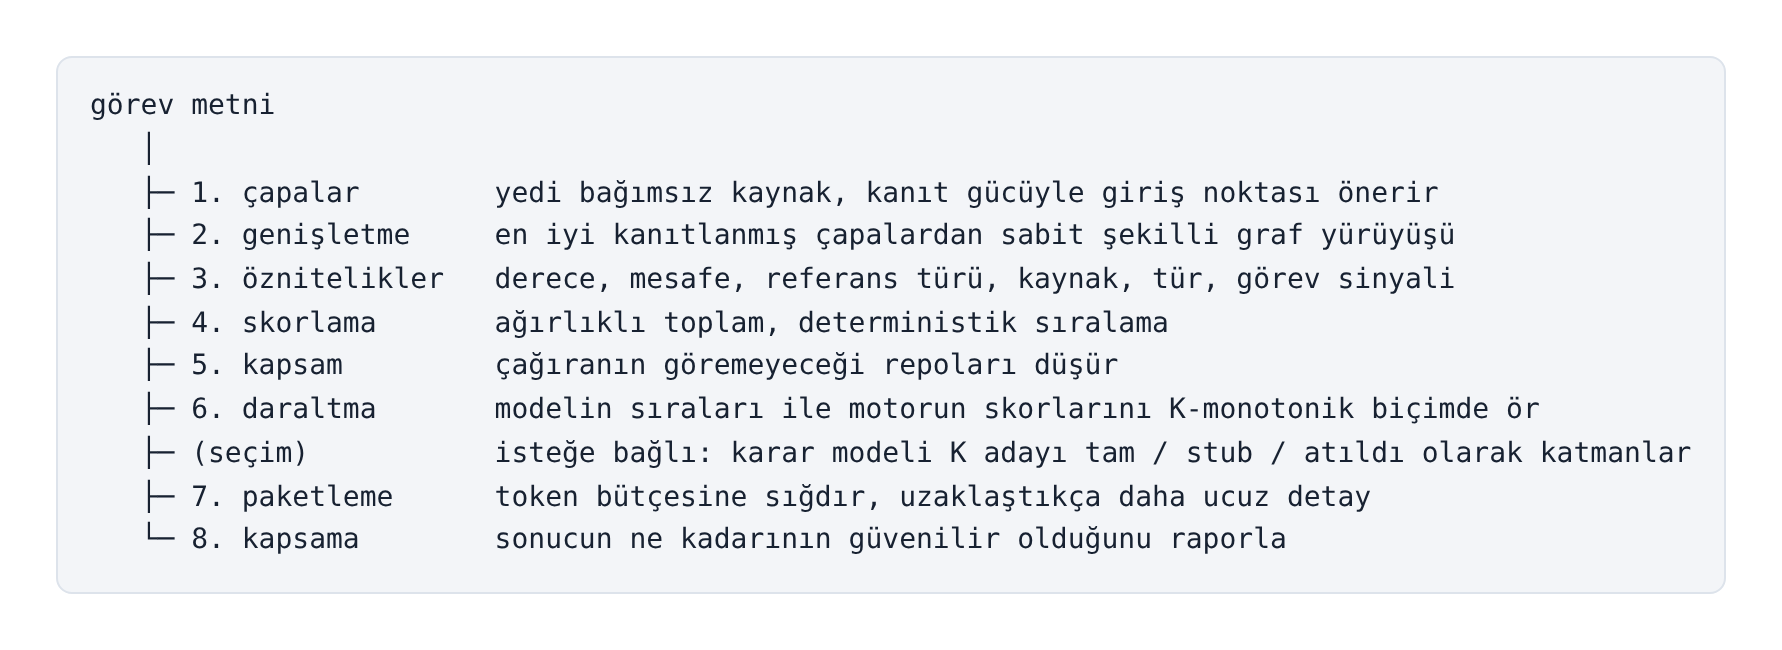 görev metni
│
├─ 1. çapalar        yedi bağımsız kaynak, kanıt gücüyle giriş noktası önerir
├─ 2. genişletme     en iyi kanıtlanmış çapalardan sabit şekilli graf yürüyüşü
├─ 3. öznitelikler   derece, mesafe, referans türü, kaynak, tür, görev sinyali
├─ 4. skorlama       ağırlıklı toplam, deterministik sıralama
├─ 5. kapsam         çağıranın göremeyeceği repoları düşür
├─ 6. daraltma       modelin sıraları ile motorun skorlarını K-monotonik biçimde ör
├─ (seçim)           isteğe bağlı: karar modeli K adayı tam / stub / atıldı olarak katmanlar
├─ 7. paketleme      token bütçesine sığdır, uzaklaştıkça daha ucuz detay
└─ 8. kapsama        sonucun ne kadarının güvenilir olduğunu raporla